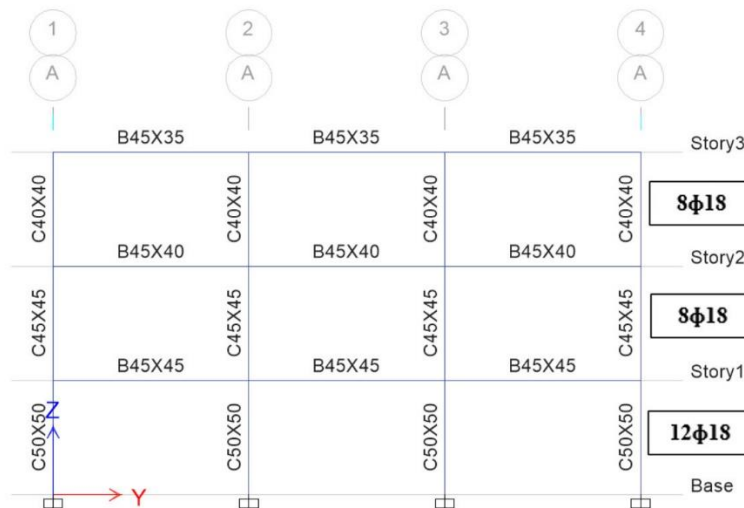 1 2 3 4
A A A A
B45X35 B45X35 B45X35 Story3
C40X40 C40X40 C40X40 C40X40 8ϕ18
B45X40 B45X40 B45X40 Story2
C45X45 C45X45 C45X45 C45X45 8ϕ18
B45X45 B45X45 B45X45 Story1
C50X50 C50X50 C50X50 C50X50 12ϕ18
Z
Y Base